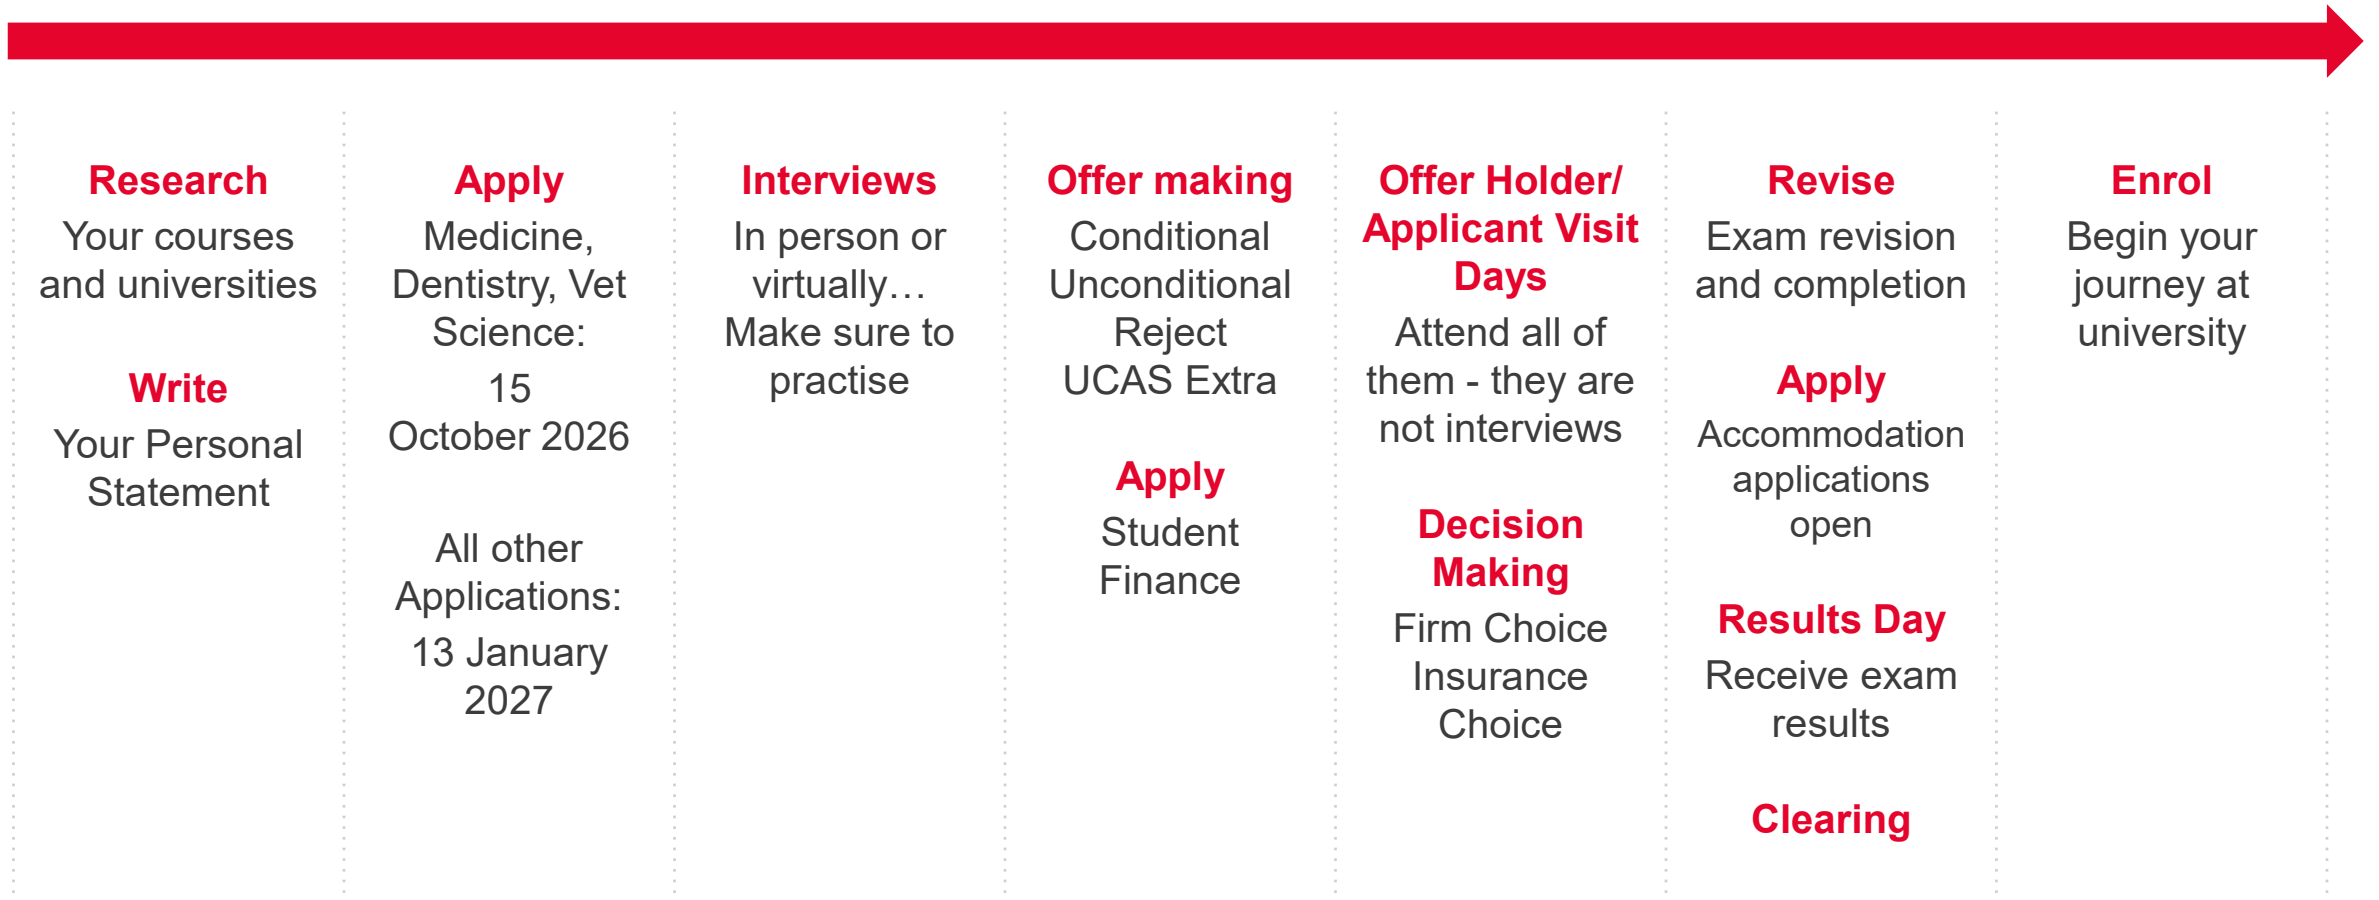 Research
Your courses
and universities
Write
Your Personal
Statement
Apply
Medicine,
Dentistry, Vet
Science:
15
October 2026
All other
Applications:
13 January
2027
Interviews
In person or
virtually…
Make sure to
practise
Offer making
Conditional
Unconditional
Reject
UCAS Extra
Apply
Student
Finance
Offer Holder/
Applicant Visit
Days
Attend all of
them - they are
not interviews
Decision
Making
Firm Choice
Insurance
Choice
Revise
Exam revision
and completion
Apply
Accommodation
applications
open
Results Day
Receive exam
results
Clearing
Enrol
Begin your
journey at
university